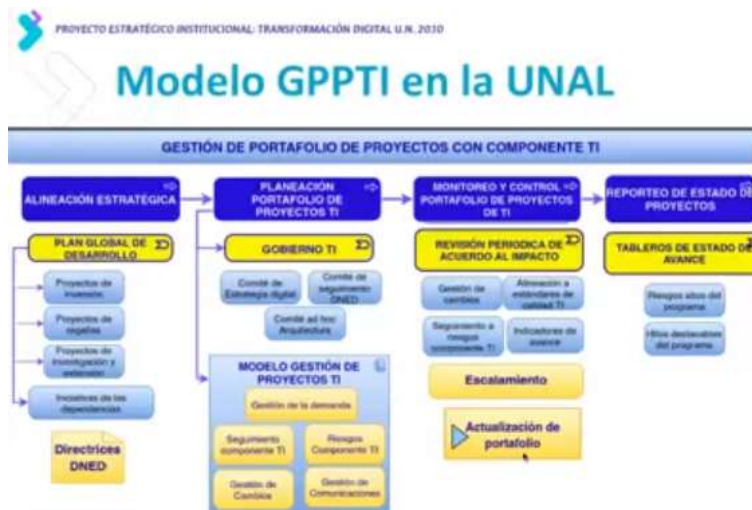 PROYECTO ESTRATÉGICO INSTITUCIONAL: TRANSFORMACIÓN DIGITAL U.N. 2030
Modelo GPPTI en la UNAL
GESTIÓN DE PORTAFOLIO DE PROYECTOS CON COMPONENTE TI
ALINEACIÓN ESTRATÉGICA
PLAN GLOBAL DE
DESARROLLO
Proyectos de
inversión
Proyectos de
regalías
Proyectos de
investigación y
extensión
Iniciativas de las
dependencias
Directrices
DNED
PLANEACIÓN
PORTAFOLIO DE
PROYECTOS TI
GOBIERNO TI
Comité de
Estrategia digital
Comité de
seguimiento
DNED
Comité ad hoc
Arquitectura
MODELO GESTIÓN DE
PROYECTOS TI
Gestión de la demanda
Seguimiento
componente TI
Riesgos
Componente TI
Gestión de
Cambios
Gestión de
Comunicaciones
MONITOREO Y CONTROL
PORTAFOLIO DE PROYECTOS
DE TI
REVISIÓN PERIODICA DE
ACUERDO AL IMPACTO
Gestión de
cambios
Alineación a
estándares de
calidad TI
Seguimiento a
riesgos
componente TI
Indicadores de
avance
Escalamiento
Actualización de
portafolio
REPORTEO DE ESTADO DE
PROYECTOS
TABLEROS DE ESTADO DE
AVANCE
Riesgos altos del
programa
Hitos destacables
del programa